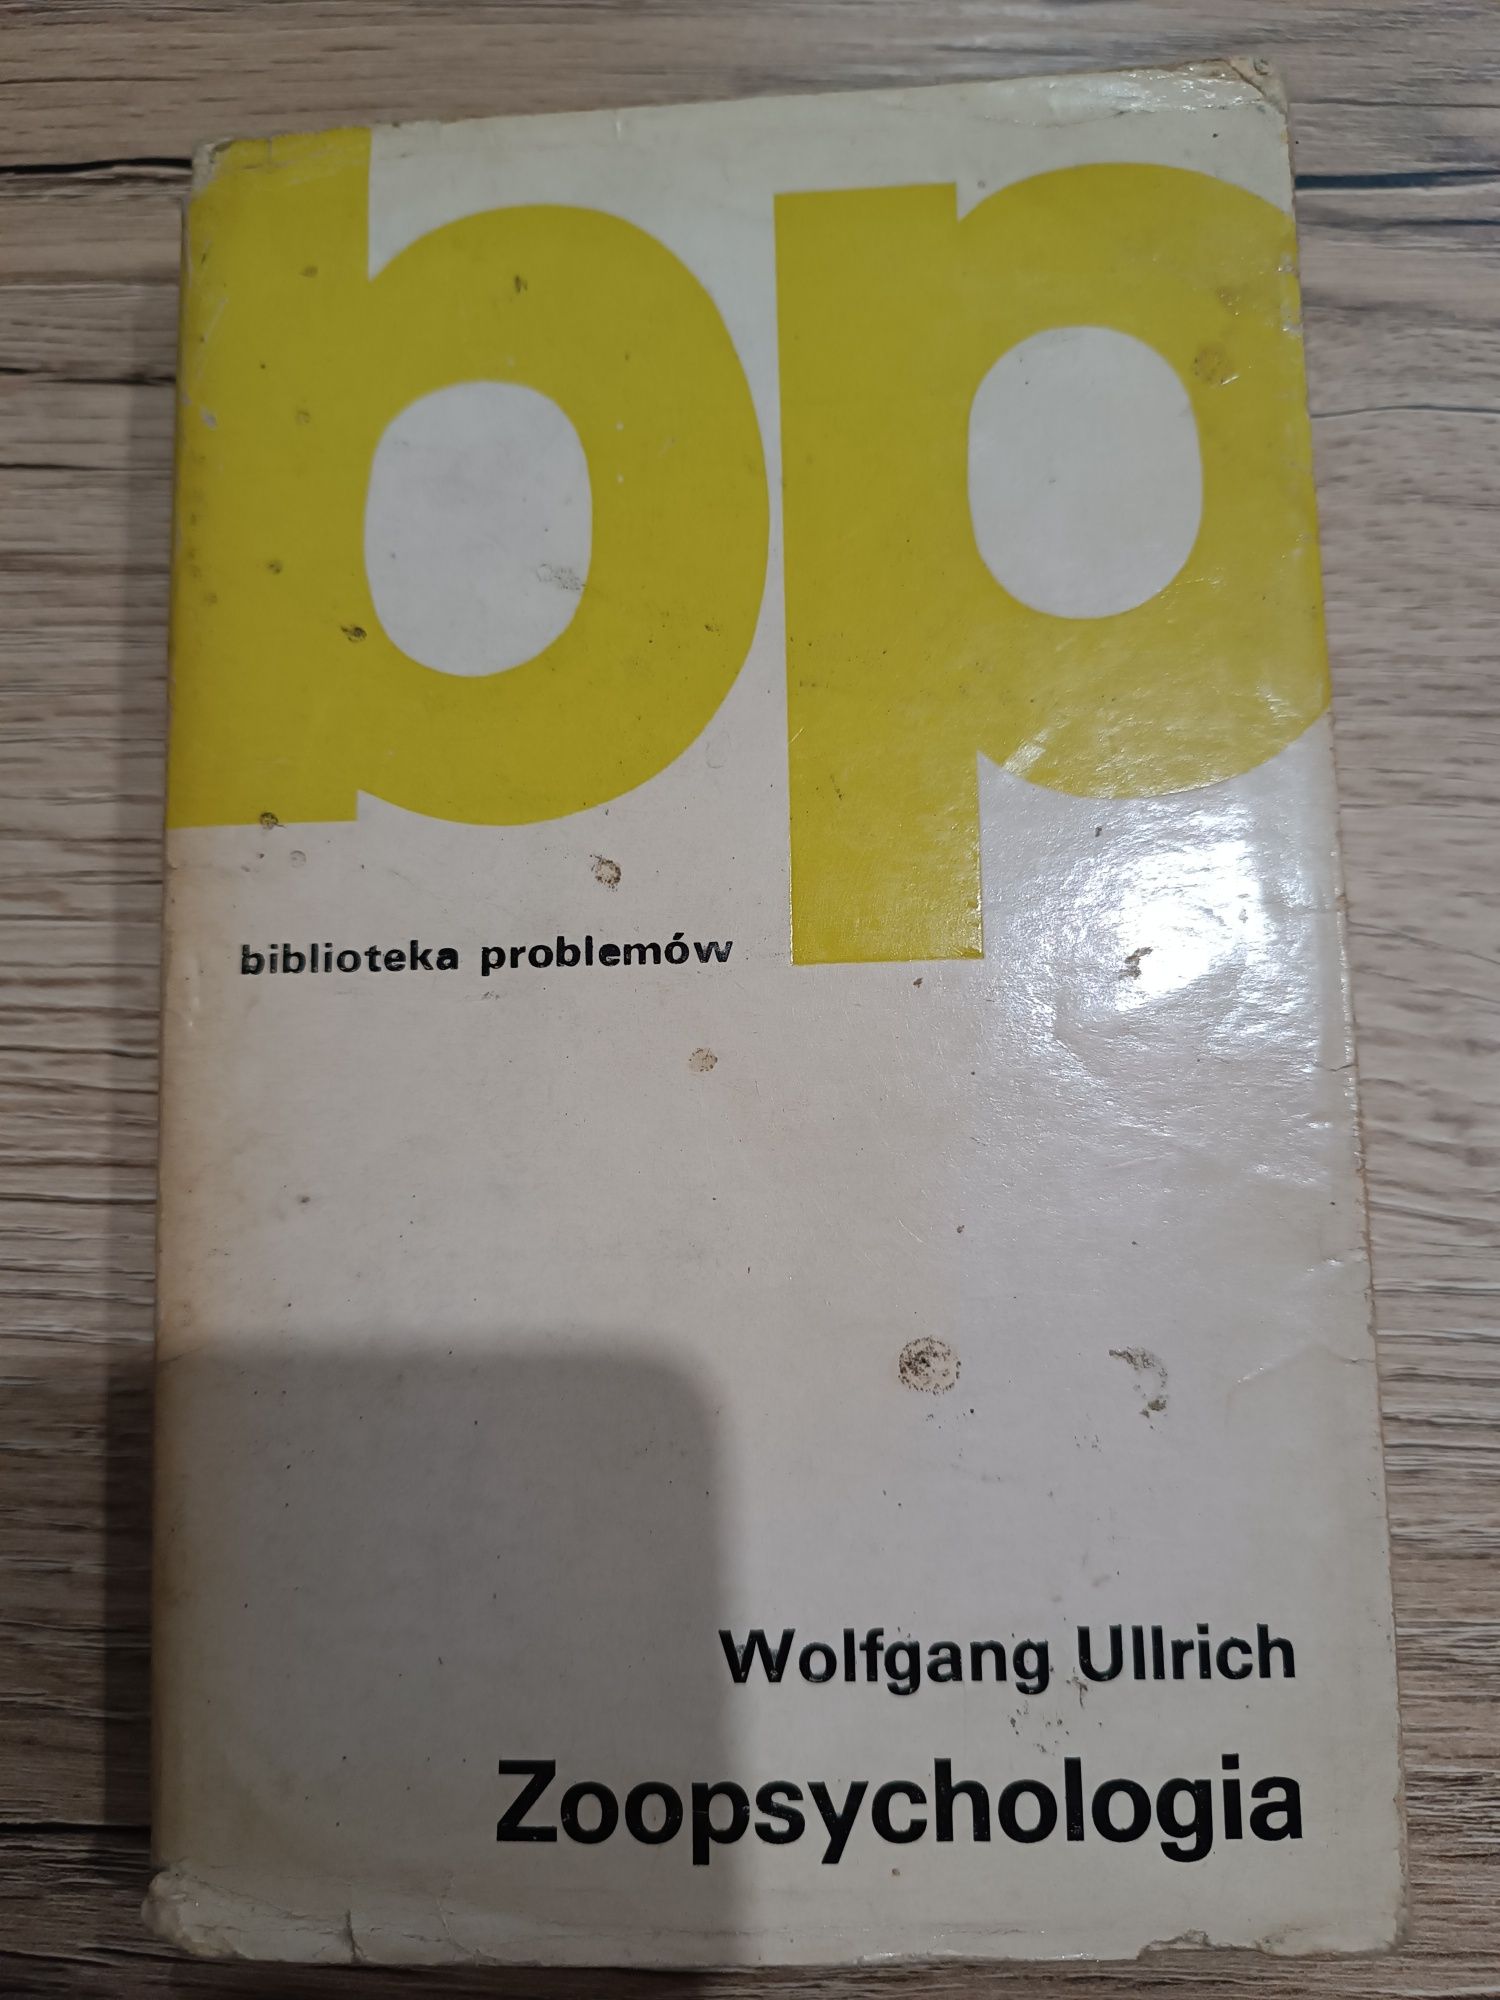 bp
biblioteka problemów
Wolfgang Ullrich
Zoopsychologia